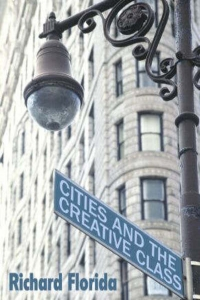 CITIES AND THE
CREATIVE CLASS
Richard Florida